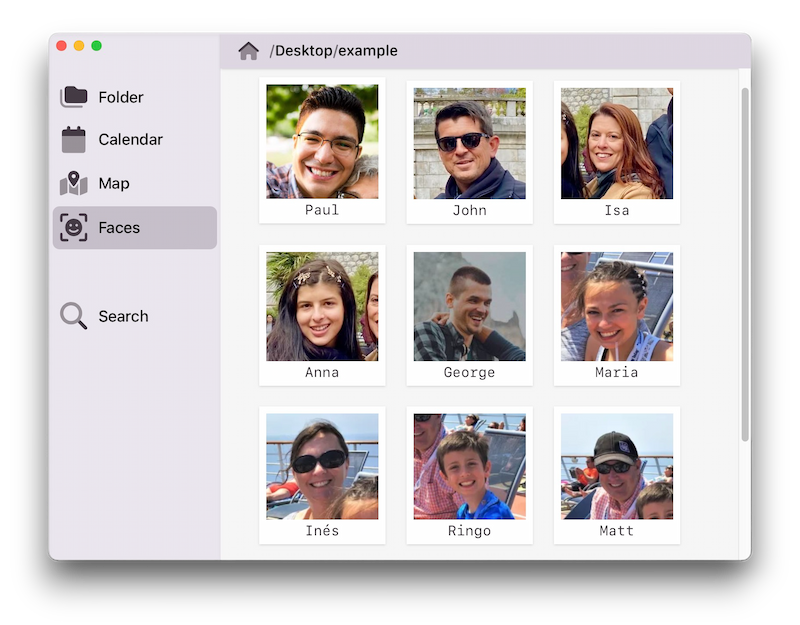 /Desktop/example
Folder
Calendar
Map
Faces
Search
Paul
John
Isa
Anna
George
Maria
Inés
Ringo
Matt